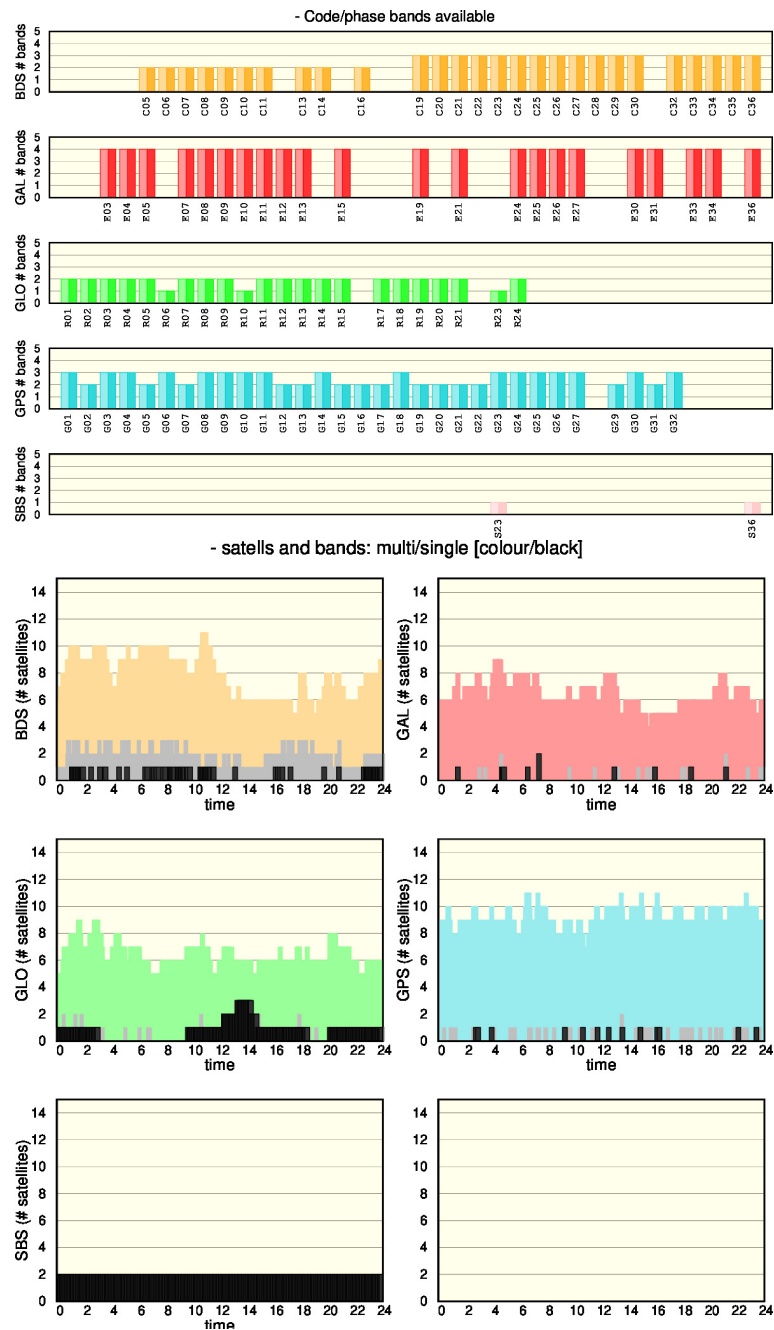 - Code/phase bands available
BDS # bands
5
4
3
2
1
0
C05 C06 C07 C08 C09 C10 C11 C13 C14 C16 C19 C20 C21 C22 C23 C24 C25 C26 C27 C28 C29 C30 C32 C33 C34 C35 C36
GAL # bands
5
4
3
2
1
0
E03 E04 E05 E07 E08 E09 E10 E11 E12 E13 E15 E19 E21 E24 E25 E26 E27 E30 E31 E33 E34 E36
GLO # bands
5
4
3
2
1
0
R01 R02 R03 R04 R05 R06 R07 R08 R09 R10 R11 R12 R13 R14 R15 R17 R18 R19 R20 R21 R23 R24
GPS # bands
5
4
3
2
1
0
G01 G02 G03 G04 G05 G06 G07 G08 G09 G10 G11 G12 G13 G14 G15 G16 G17 G18 G19 G20 G21 G22 G23 G24 G25 G26 G27 G29 G30 G31 G32
SBS # bands
5
4
3
2
1
0
S23 S36
- satells and bands: multi/single [colour/black]
BDS (# satellites)
14
12
10
8
6
4
2
0
0 2 4 6 8 10 12 14 16 18 20 22 24
time
GAL (# satellites)
14
12
10
8
6
4
2
0
0 2 4 6 8 10 12 14 16 18 20 22 24
time
GLO (# satellites)
14
12
10
8
6
4
2
0
0 2 4 6 8 10 12 14 16 18 20 22 24
time
GPS (# satellites)
14
12
10
8
6
4
2
0
0 2 4 6 8 10 12 14 16 18 20 22 24
time
SBS (# satellites)
14
12
10
8
6
4
2
0
0 2 4 6 8 10 12 14 16 18 20 22 24
time
14
12
10
8
6
4
2
0
0 2 4 6 8 10 12 14 16 18 20 22 24